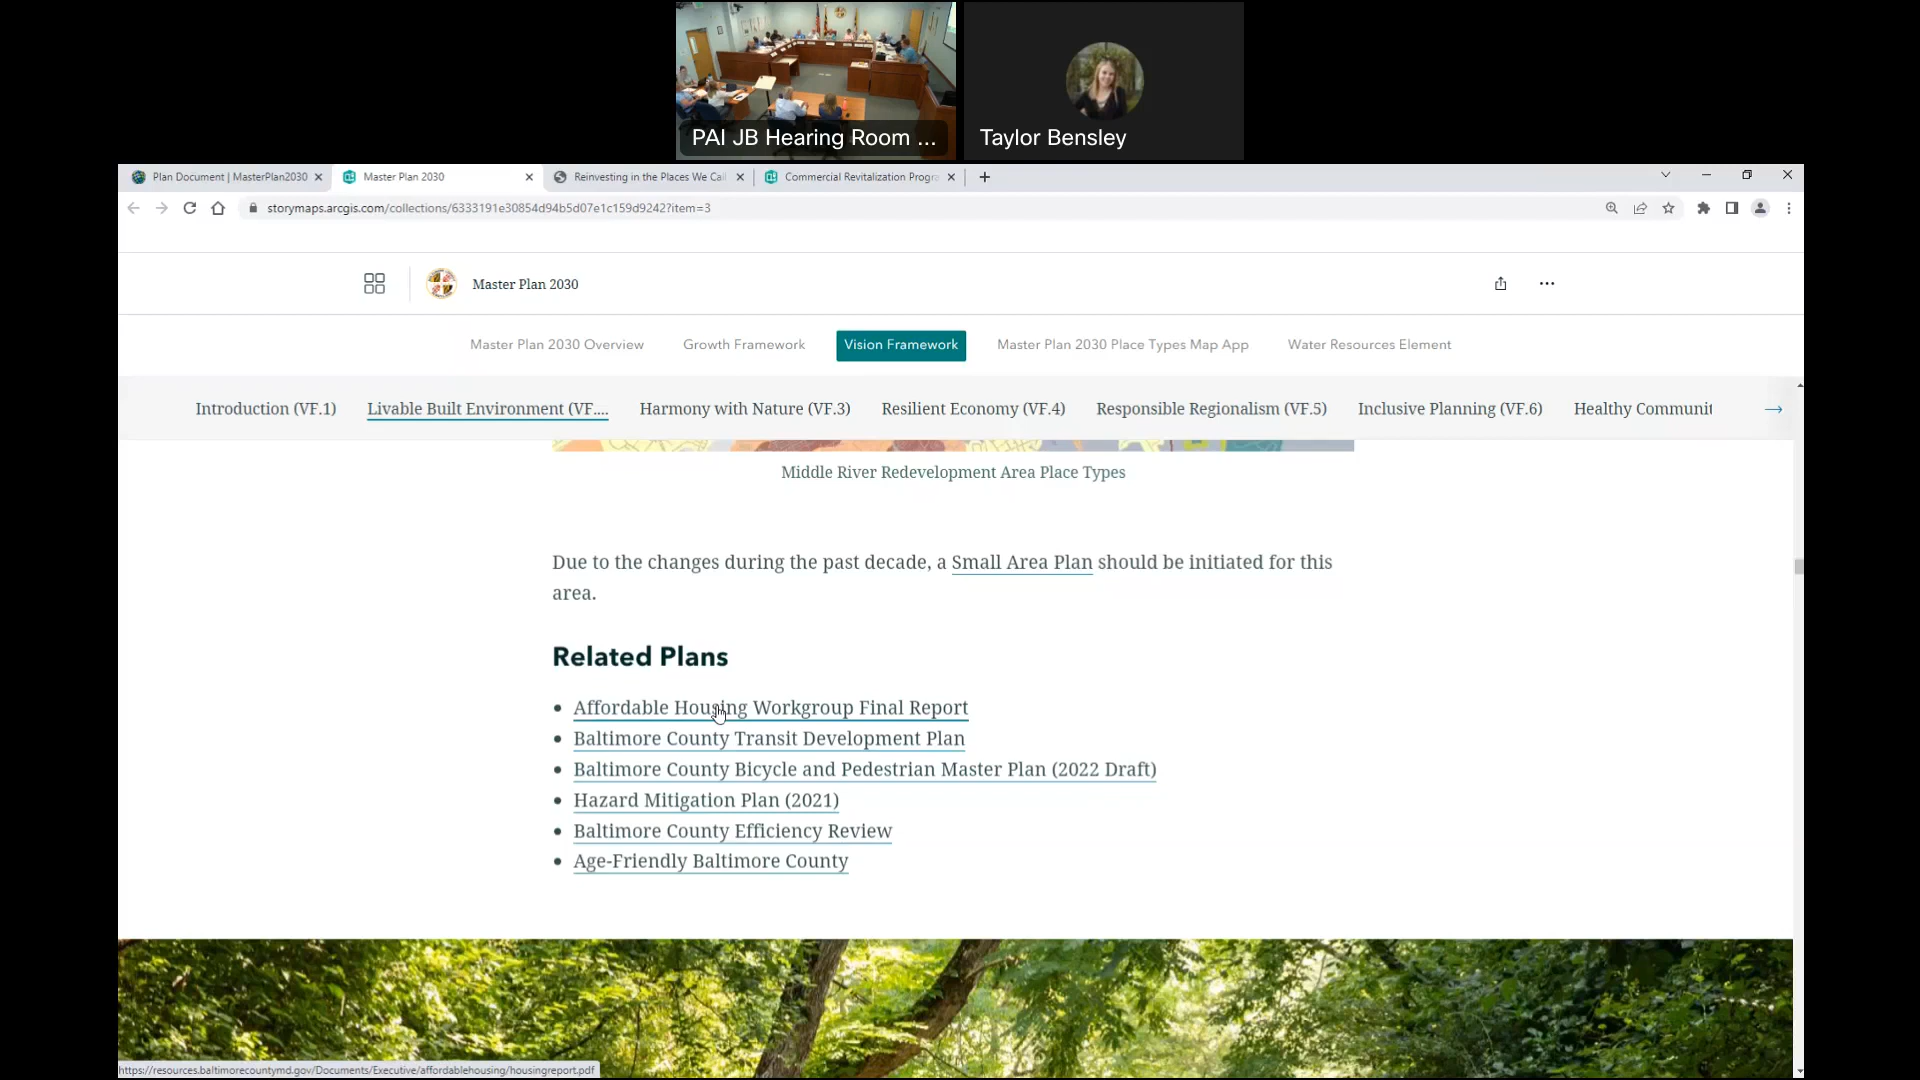 PAI JB Hearing Room ...
Taylor Bensley
Plan Document | MasterPlan2030
Master Plan 2030
Reinvesting in the Places We Cal
Commercial Revitalization Progra
storymaps.arcgis.com/collections/6333191e30854d94b5d07e1c159d9242?item=3
Master Plan 2030
Master Plan 2030 Overview
Growth Framework
Vision Framework
Master Plan 2030 Place Types Map App
Water Resources Element
Introduction (VF.1)
Livable Built Environment (VF....
Harmony with Nature (VF.3)
Resilient Economy (VF.4)
Responsible Regionalism (VF.5)
Inclusive Planning (VF.6)
Healthy Communit
Middle River Redevelopment Area Place Types
Due to the changes during the past decade, a Small Area Plan should be initiated for this
area.
Related Plans
• Affordable Housing Workgroup Final Report
• Baltimore County Transit Development Plan
• Baltimore County Bicycle and Pedestrian Master Plan (2022 Draft)
• Hazard Mitigation Plan (2021)
• Baltimore County Efficiency Review
• Age-Friendly Baltimore County
https://resources.baltimorecountymd.gov/Documents/Executive/affordablehousing/housingreport.pdf